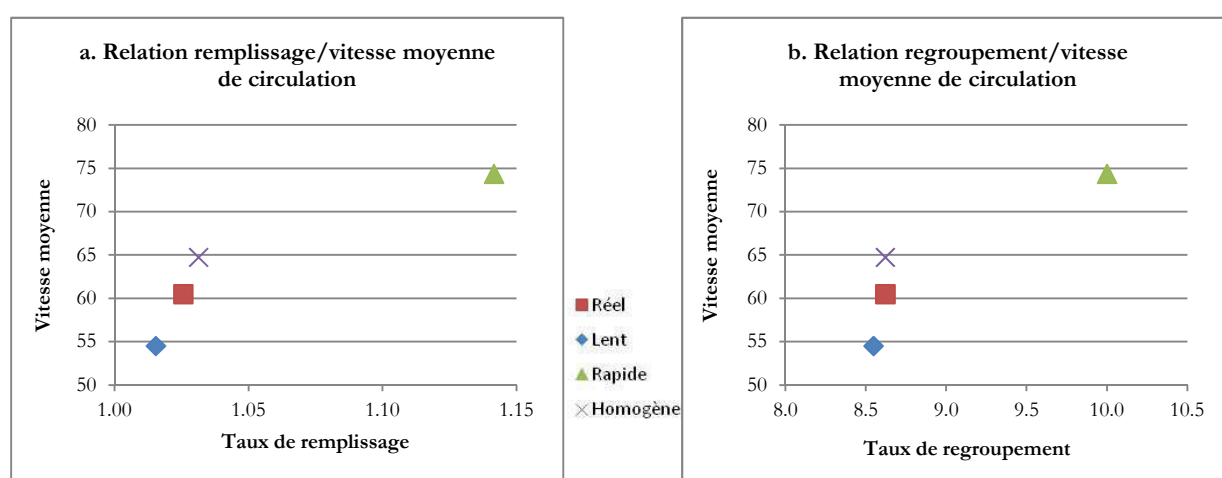 a. Relation remplissage/vitesse moyenne
de circulation
80
75
70
65
60
55
50
Vitesse moyenne
1.00
1.05
1.10
1.15
Taux de remplissage
Réel
Lent
Rapide
Homogène
b. Relation regroupement/vitesse
moyenne de circulation
80
75
70
65
60
55
50
Vitesse moyenne
8.0
8.5
9.0
9.5
10.0
10.5
Taux de regroupement